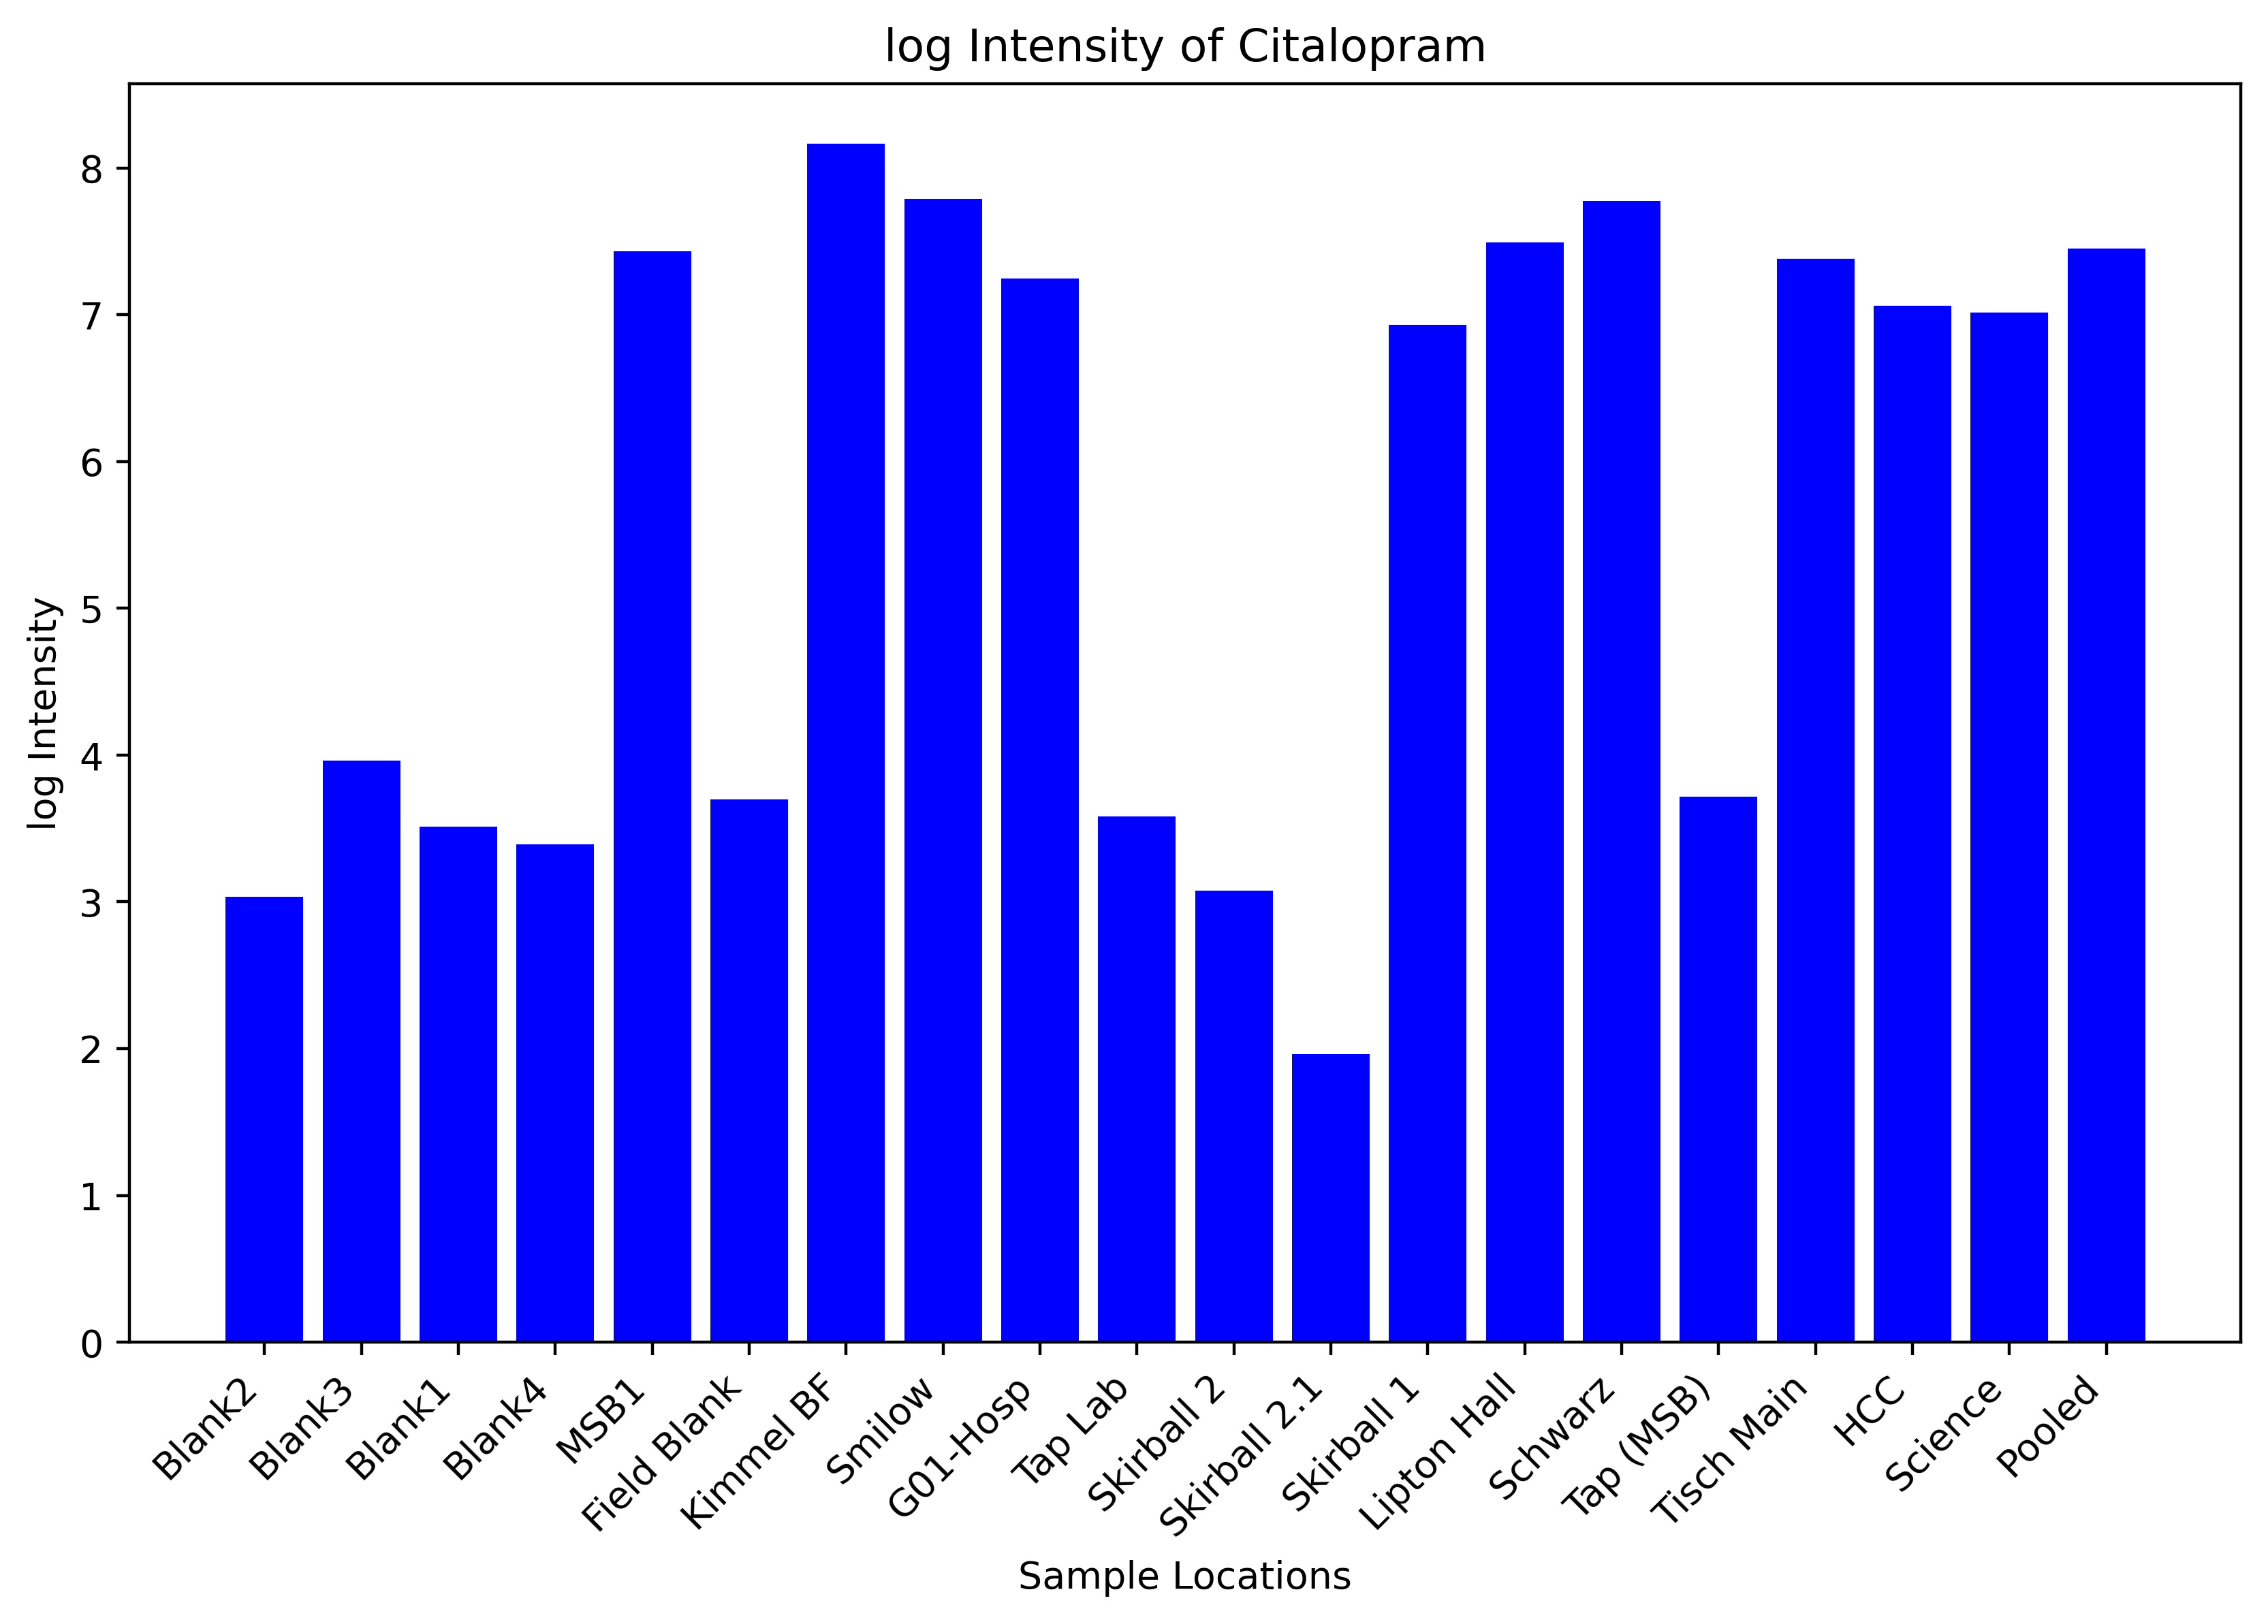 log Intensity of Citalopram
log Intensity
8
7
6
5
4
3
2
1
0
Blank2
Blank3
Blank1
Blank4
MSB1
Field Blank
Kimmel BF
Smilow
G01-Hosp
Tap Lab
Skirball 2
Skirball 2.1
Skirball 1
Lipton Hall
Schwarz
Tap (MSB)
Tisch Main
HCC
Science
Pooled
Sample Locations